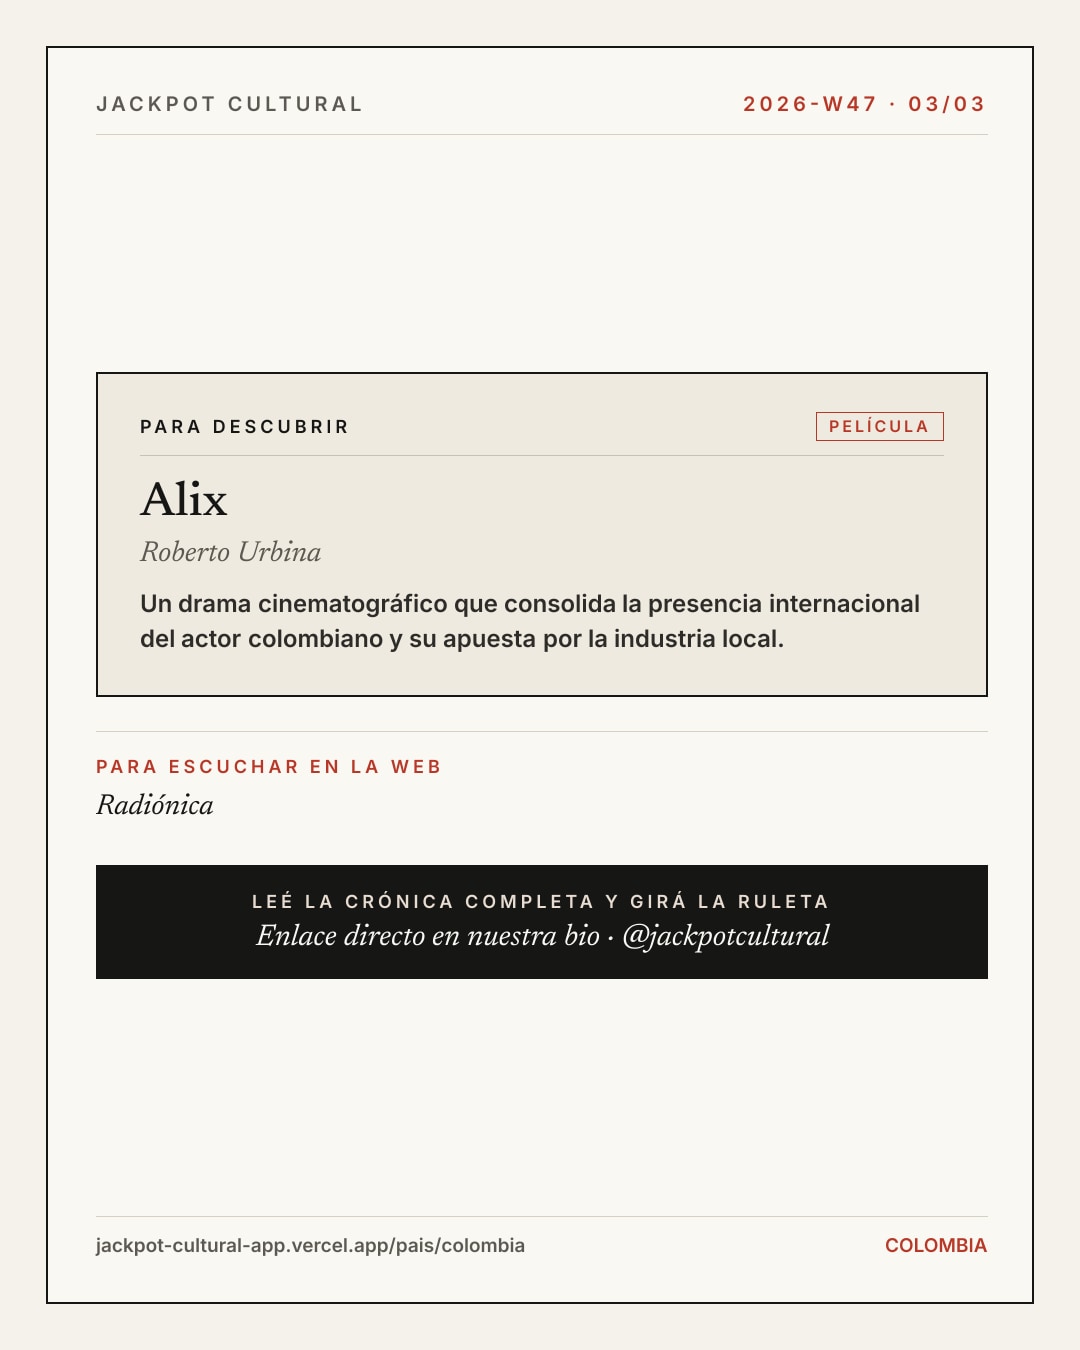 JACKPOT CULTURAL
2026-W47 · 03/03
PARA DESCUBRIR
PELÍCULA
Alix
Roberto Urbina
Un drama cinematográfico que consolida la presencia internacional
del actor colombiano y su apuesta por la industria local.
PARA ESCUCHAR EN LA WEB
Radiónica
LEÉ LA CRÓNICA COMPLETA Y GIRÁ LA RULETA
Enlace directo en nuestra bio · @jackpotcultural
jackpot-cultural-app.vercel.app/pais/colombia
COLOMBIA